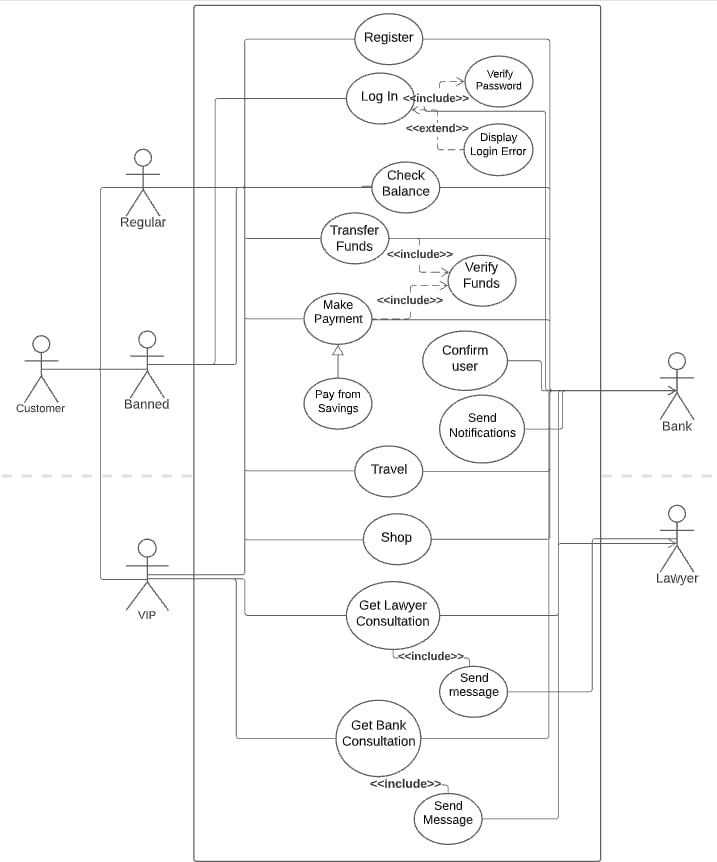 Register
Verify
Password
Log In
<<include>>
<<extend>>
Display
Login Error
Regular
Check
Balance
Transfer
Funds
<<include>>
Verify
Funds
<<include>>
Make
Payment
Customer
Banned
Confirm
user
Pay from
Savings
Send
Notifications
Bank
Travel
Shop
VIP
Lawyer
Get Lawyer
Consultation
<<include>>
Send
message
Get Bank
Consultation
<<include>>
Send
Message